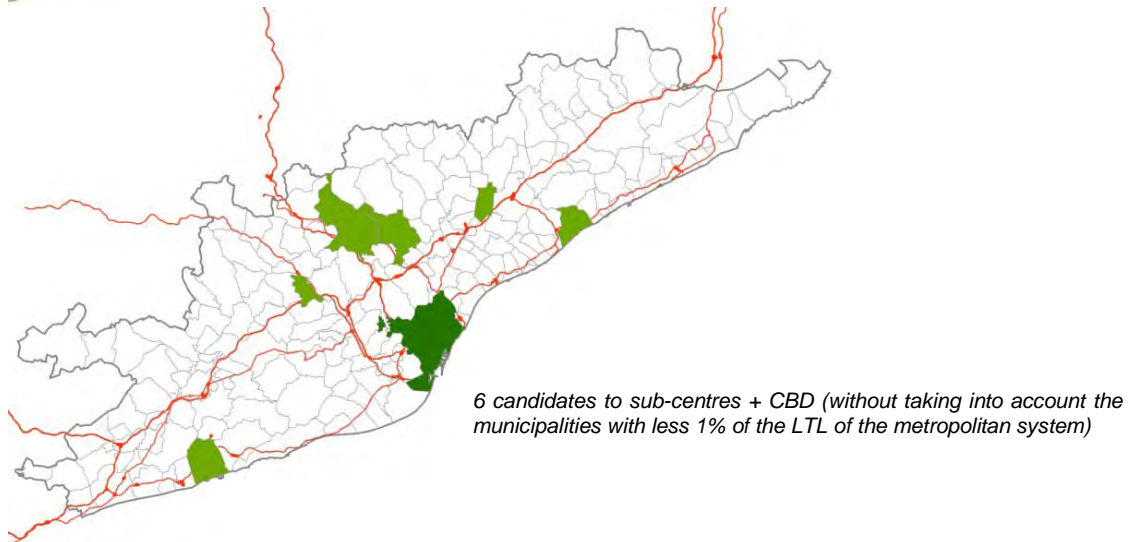 6 candidates to sub-centres + CBD (without taking into account the
municipalities with less 1% of the LTL of the metropolitan system)